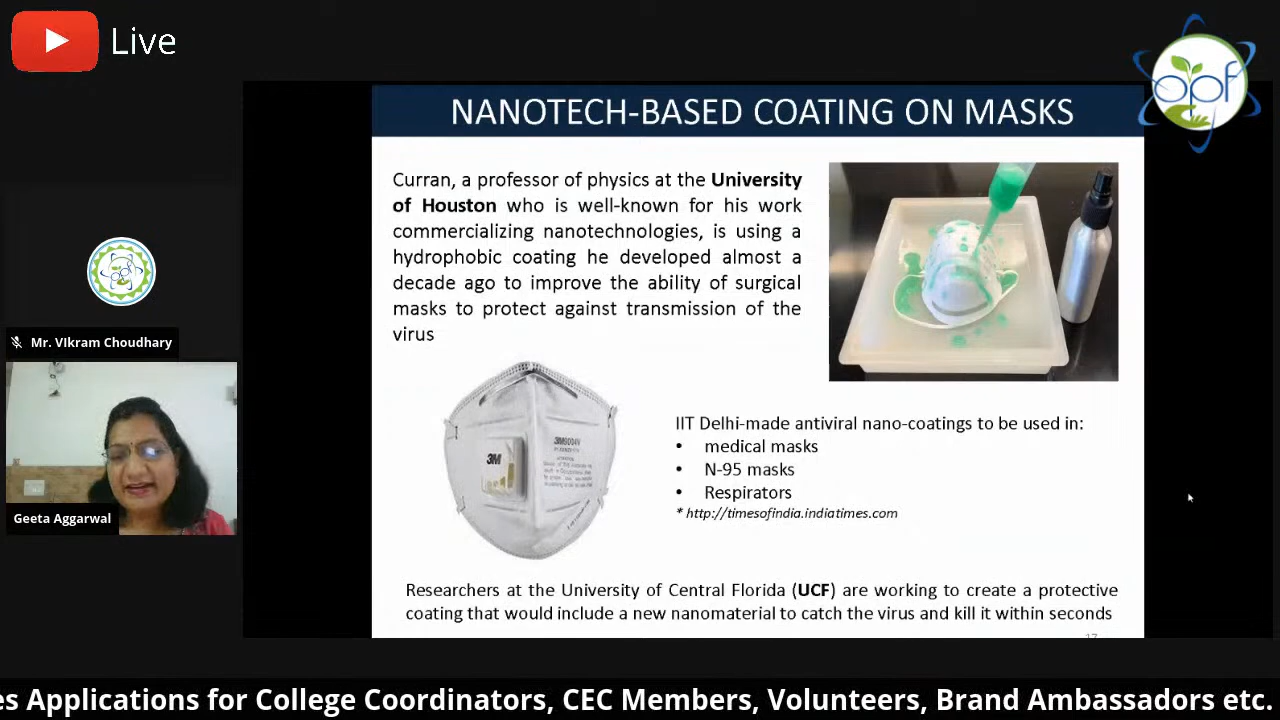 Live
opf
NANOTECH-BASED COATING ON MASKS
Curran, a professor of physics at the University
of Houston who is well-known for his work
commercializing nanotechnologies, is using a
hydrophobic coating he developed almost a
decade ago to improve the ability of surgical
masks to protect against transmission of the
virus
opf
Mr. VIkram Choudhary
Geeta Aggarwal
3M
IIT Delhi-made antiviral nano-coatings to be used in:
• medical masks
• N-95 masks
• Respirators
* http://timesofindia.indiatimes.com
Researchers at the University of Central Florida (UCF) are working to create a protective
coating that would include a new nanomaterial to catch the virus and kill it within seconds
es Applications for College Coordinators, CEC Members, Volunteers, Brand Ambassadors etc.